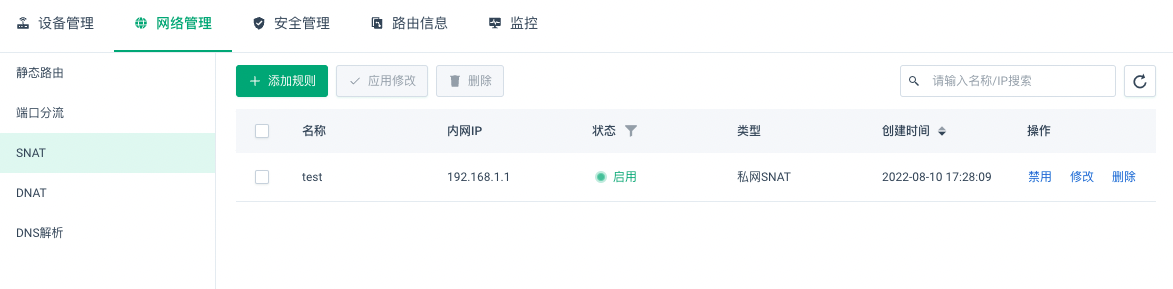 设备管理 网络管理 安全管理 路由信息 监控
静态路由
端口分流
SNAT
DNAT
DNS解析
添加规则 应用修改 删除 请输入名称/IP搜索
名称 内网IP 状态 类型 创建时间 操作
test 192.168.1.1 启用 私网SNAT 2022-08-10 17:28:09 禁用 修改 删除